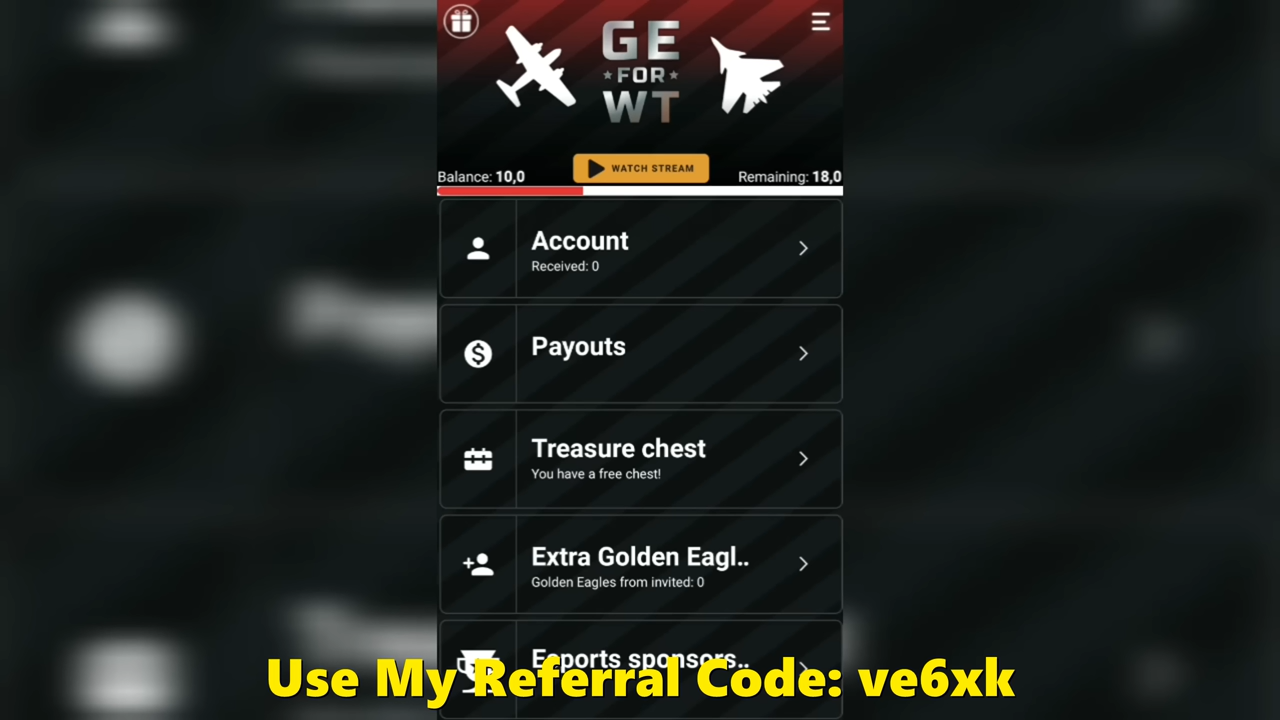 GE
FOR
WT
WATCH STREAM
Balance: 10,0
Remaining: 18,0
Account
Received: 0
Payouts
Treasure chest
You have a free chest!
Extra Golden Eagl..
Golden Eagles from invited: 0
Esports sponsors..
Use My Referral Code: ve6xk